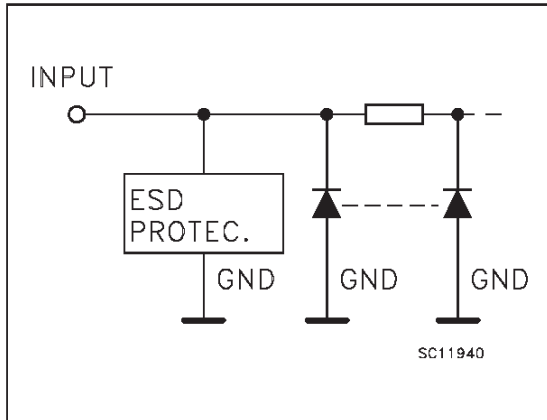 INPUT
ESD
PROTEC.
GND
GND
GND
SC11940